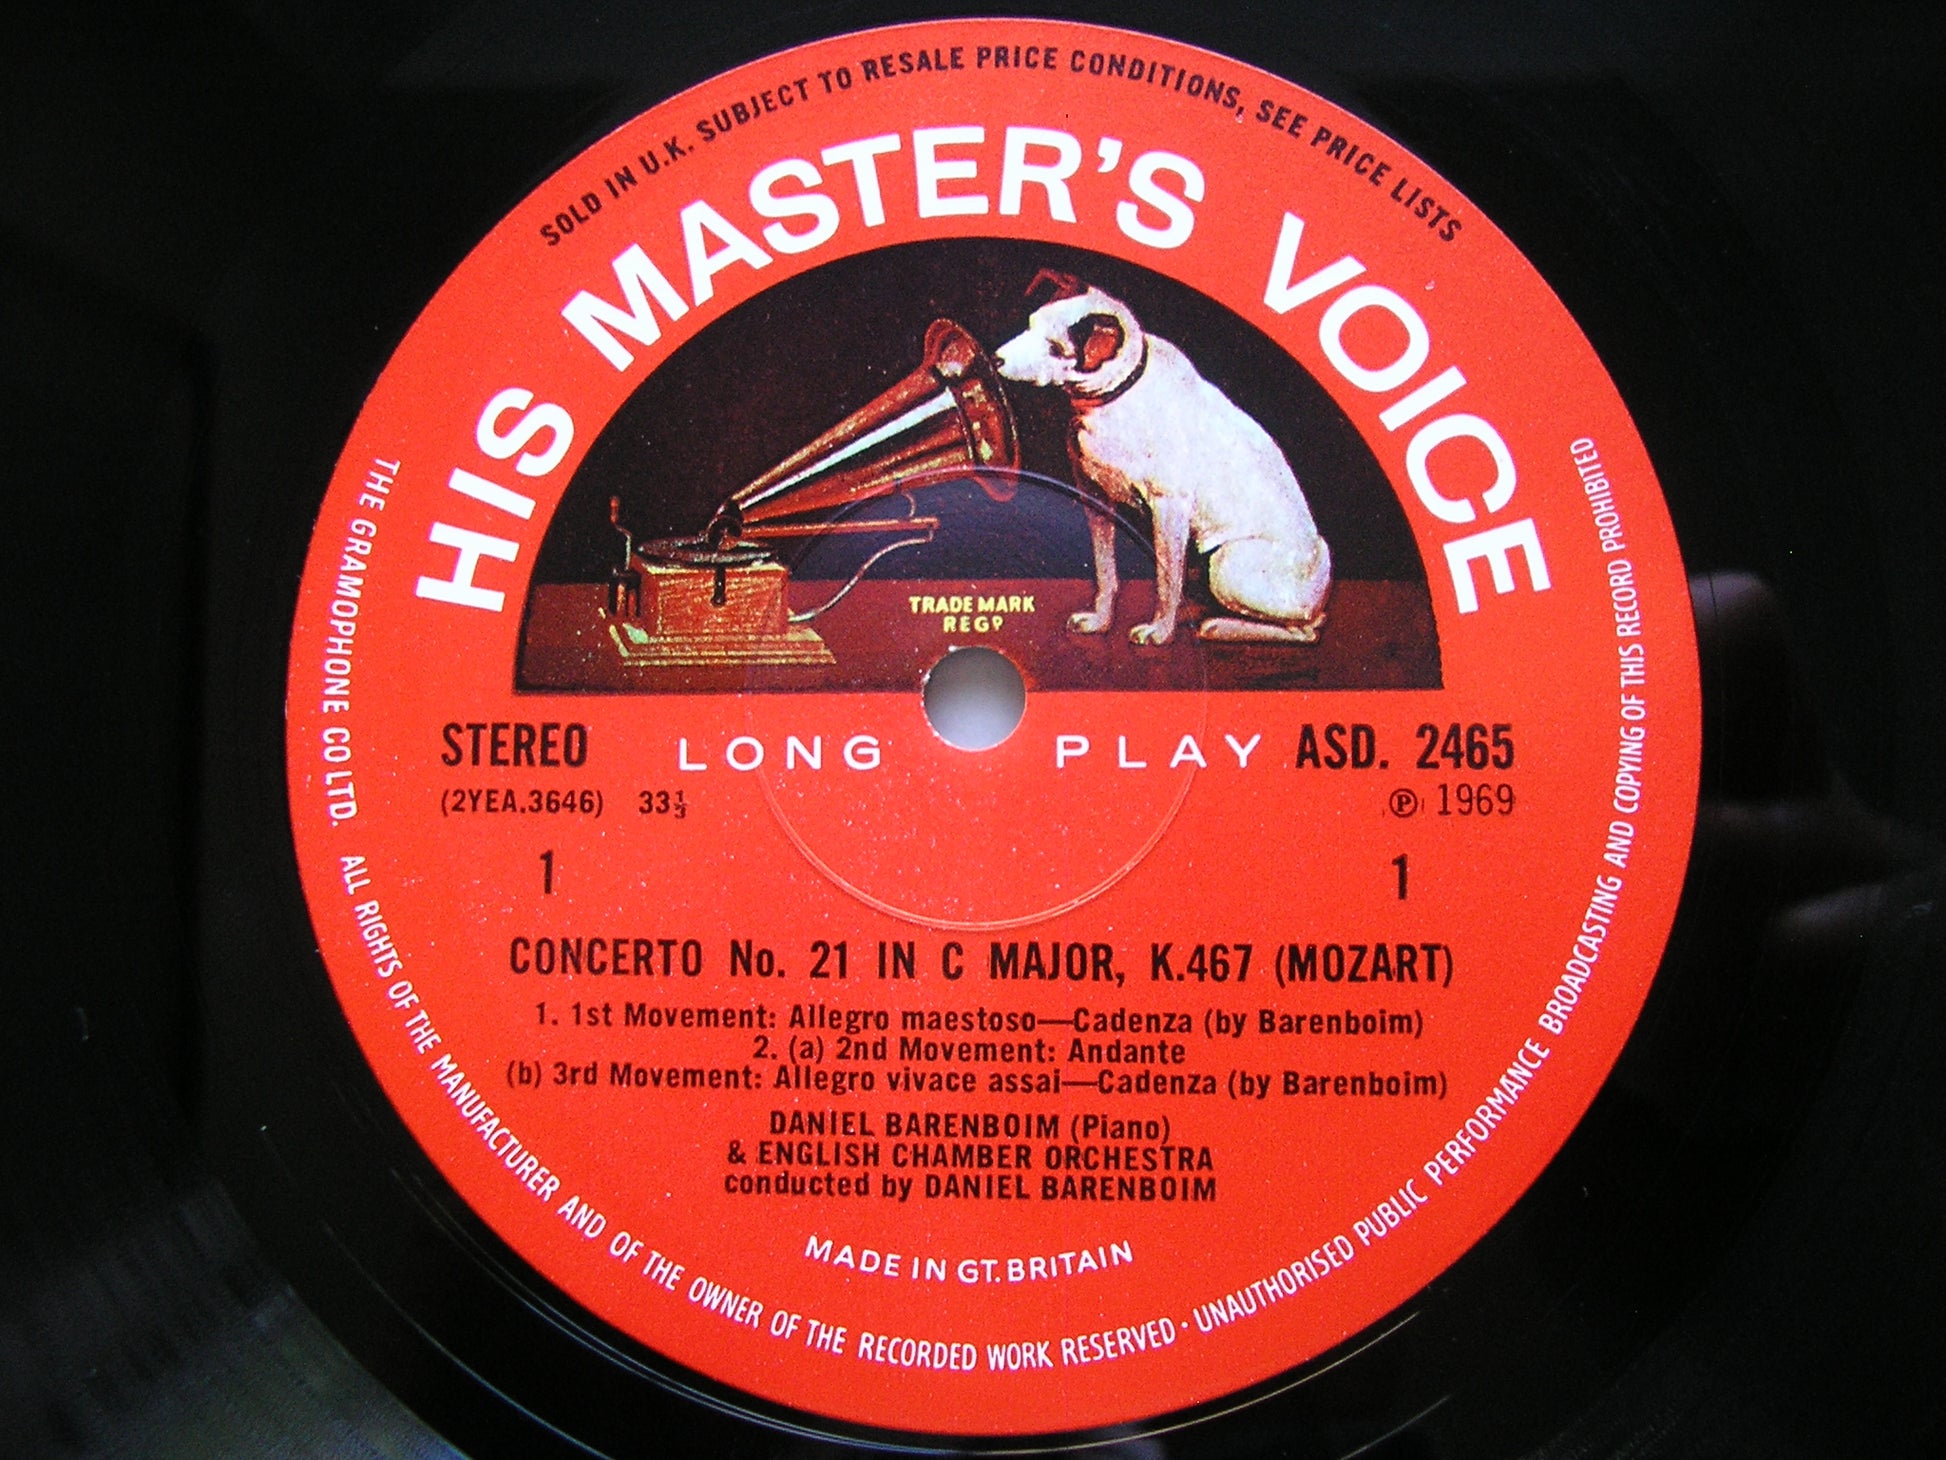 SOLD IN U.K. SUBJECT TO RESALE PRICE CONDITIONS, SEE PRICE LISTS
HIS MASTER'S VOICE
TRADE MARK
REGD
STEREO LONG PLAY ASD. 2465
(2YEA.3646) 33⅓ ℗ 1969
1 1
CONCERTO No. 21 IN C MAJOR, K.467 (MOZART)
1. 1st Movement: Allegro maestoso—Cadenza (by Barenboim)
2. (a) 2nd Movement: Andante
(b) 3rd Movement: Allegro vivace assai—Cadenza (by Barenboim)
DANIEL BARENBOIM (Piano)
& ENGLISH CHAMBER ORCHESTRA
conducted by DANIEL BARENBOIM
MADE IN GT. BRITAIN
THE GRAMOPHONE CO LTD. ALL RIGHTS OF THE MANUFACTURER AND OF THE OWNER OF THE RECORDED WORK RESERVED · UNAUTHORISED PUBLIC PERFORMANCE BROADCASTING AND COPYING OF THIS RECORD PROHIBITED